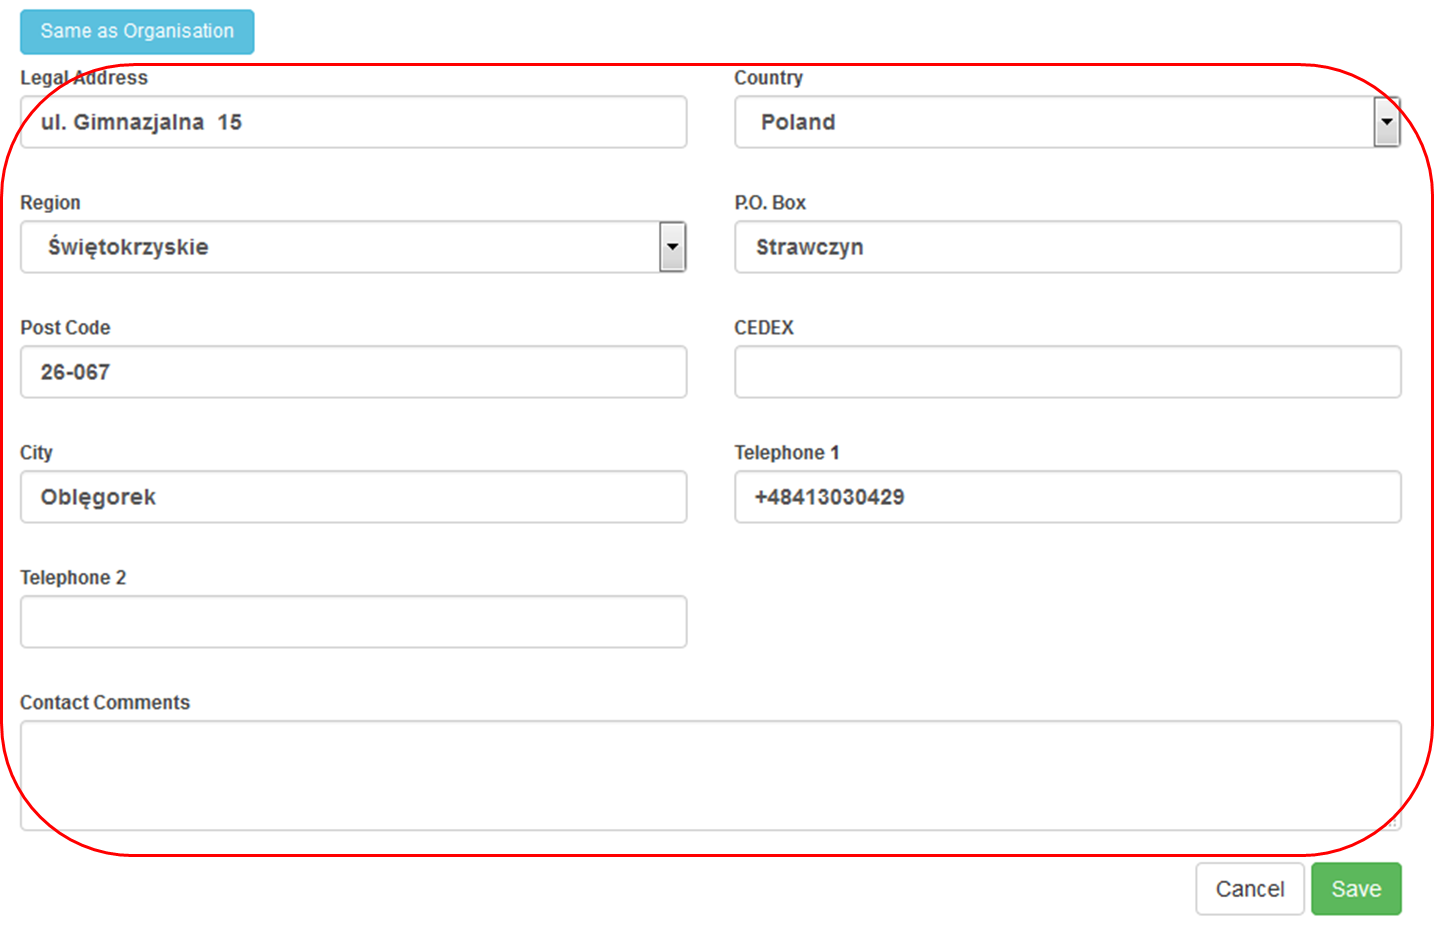 Same as Organisation
Legal Address
Country
ul. Gimnazjalna  15
Poland
Region
P.O. Box
Świętokrzyskie
Strawczyn
Post Code
CEDEX
26-067
City
Telephone 1
Oblęgorek
+48413030429
Telephone 2
Contact Comments
Cancel
Save